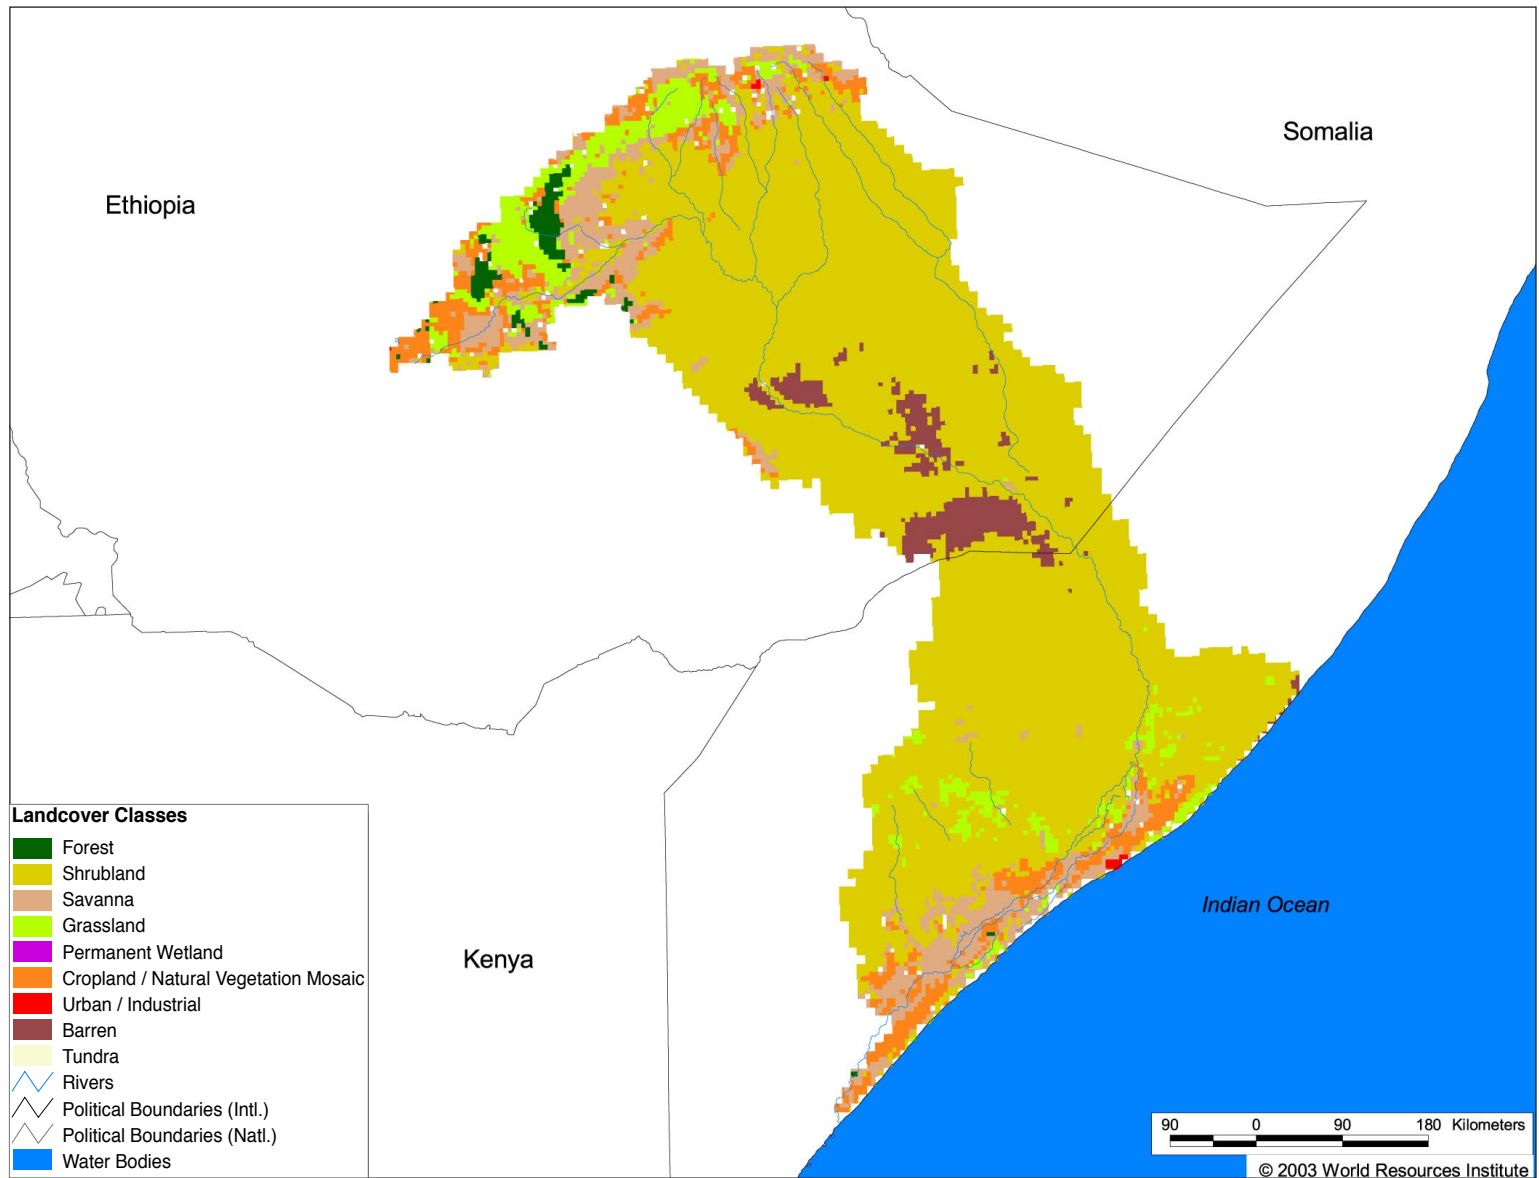 Somalia
Ethiopia
Landcover Classes
Forest
Shrubland
Savanna
Grassland
Permanent Wetland
Cropland / Natural Vegetation Mosaic
Urban / Industrial
Barren
Tundra
Rivers
Political Boundaries (Intl.)
Political Boundaries (Natl.)
Water Bodies
Kenya
Indian Ocean
90 0 90 180 Kilometers
© 2003 World Resources Institute